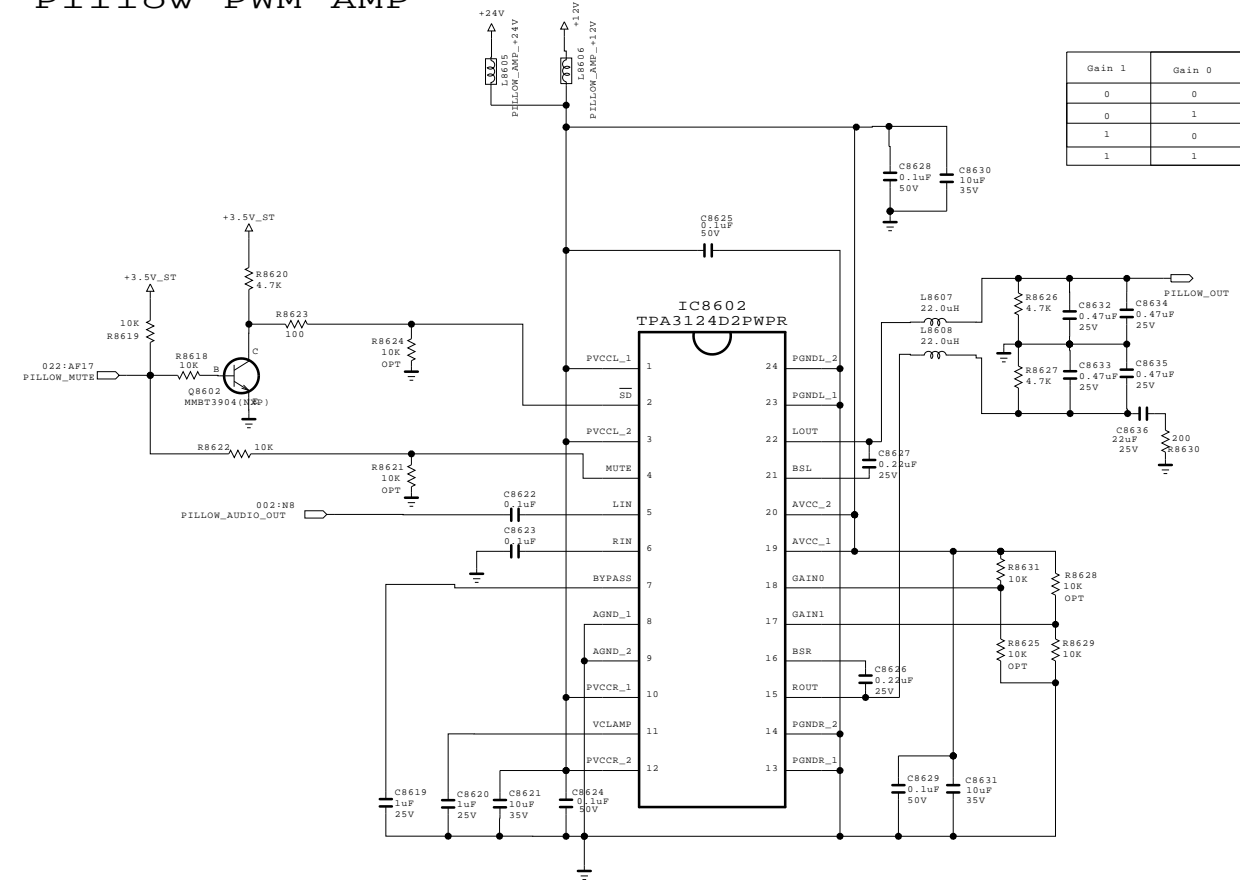 Pillow PWM AMP
+24V
L8605
PILLOW_AMP_+24V
+12V
L8606
PILLOW_AMP_+12V
Gain 1 Gain 0
0 0
0 1
1 0
1 1
C8628
0.1uF
50V
C8630
10uF
35V
C8625
0.1uF
50V
+3.5V_ST
R8620
4.7K
+3.5V_ST
10K
R8619
R8623
100
R8624
10K
OPT
R8618
10K
022:AF17
PILLOW_MUTE
B
C
E
Q8602
MMBT3904(NXP)
R8622 10K
R8621
10K
OPT
002:N8
PILLOW_AUDIO_OUT
C8622
0.1uF
C8623
0.1uF
IC8602
TPA3124D2PWPR
PVCCL_1 1
SD 2
PVCCL_2 3
MUTE 4
LIN 5
RIN 6
BYPASS 7
AGND_1 8
AGND_2 9
PVCCR_1 10
VCLAMP 11
PVCCR_2 12
24 PGNDL_2
23 PGNDL_1
22 LOUT
21 BSL
20 AVCC_2
19 AVCC_1
18 GAIN0
17 GAIN1
16 BSR
15 ROUT
14 PGNDR_2
13 PGNDR_1
L8607
22.0uH
L8608
22.0uH
R8626
4.7K
C8632
0.47uF
25V
C8634
0.47uF
25V
PILLOW_OUT
R8627
4.7K
C8633
0.47uF
25V
C8635
0.47uF
25V
C8636
22uF
25V
200
R8630
C8627
0.22uF
25V
R8631
10K
R8628
10K
OPT
R8625
10K
OPT
R8629
10K
C8626
0.22uF
25V
C8619
1uF
25V
C8620
1uF
25V
C8621
10uF
35V
C8624
0.1uF
50V
C8629
0.1uF
50V
C8631
10uF
35V